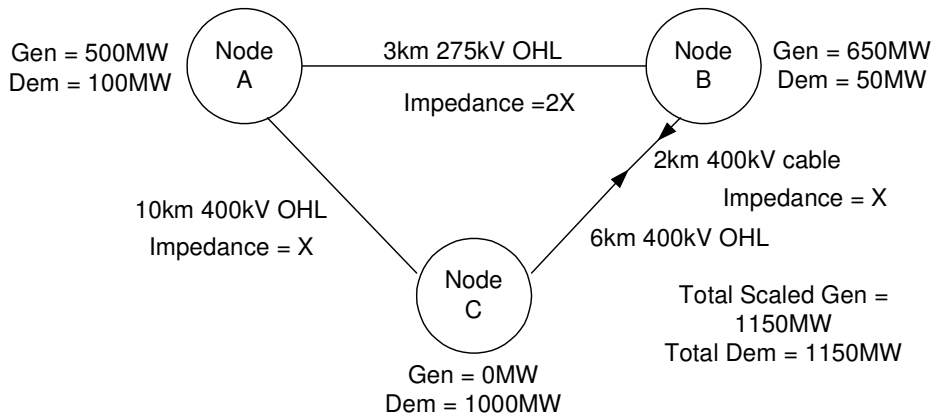 Gen = 500MW
Dem = 100MW
Node
A
3km 275kV OHL
Impedance =2X
Node
B
Gen = 650MW
Dem = 50MW
2km 400kV cable
Impedance = X
10km 400kV OHL
Impedance = X
6km 400kV OHL
Node
C
Gen = 0MW
Dem = 1000MW
Total Scaled Gen =
1150MW
Total Dem = 1150MW